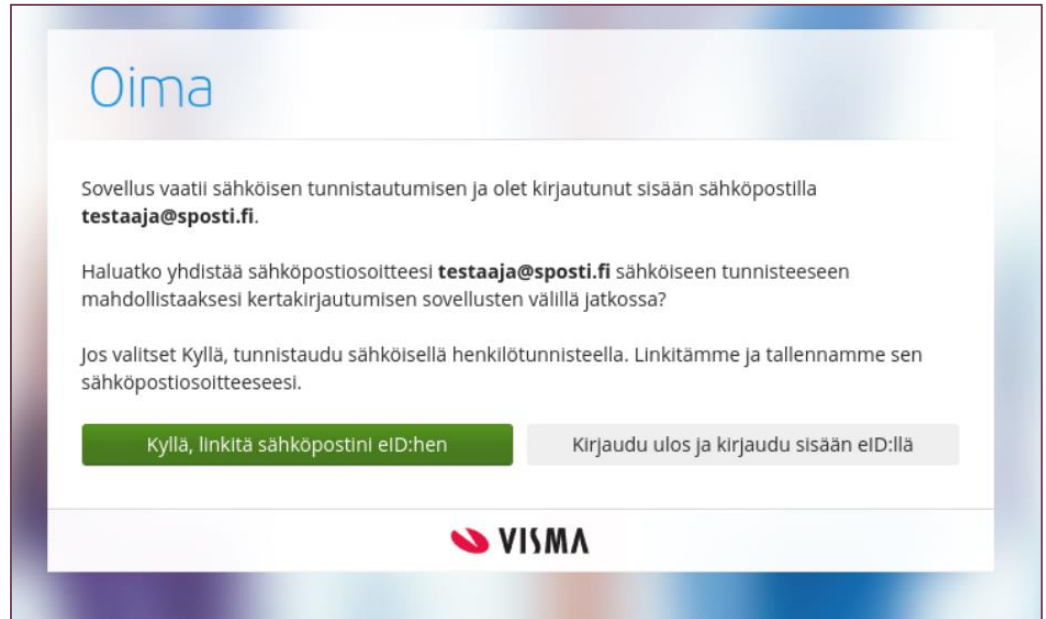 Oima
Sovellus vaatii sähköisen tunnistautumisen ja olet kirjautunut sisään sähköpostilla
testaaja@sposti.fi.
Haluatko yhdistää sähköpostiosoitteesi testaaja@sposti.fi sähköiseen tunnisteeseen
mahdollistaaksesi kertakirjautumisen sovellusten välillä jatkossa?
Jos valitset Kyllä, tunnistaudu sähköisellä henkilötunnisteella. Linkitämme ja tallennamme sen
sähköpostiosoitteeseesi.
Kyllä, linkitä sähköpostini eID:hen
Kirjaudu ulos ja kirjaudu sisään eID:llä
VISMA